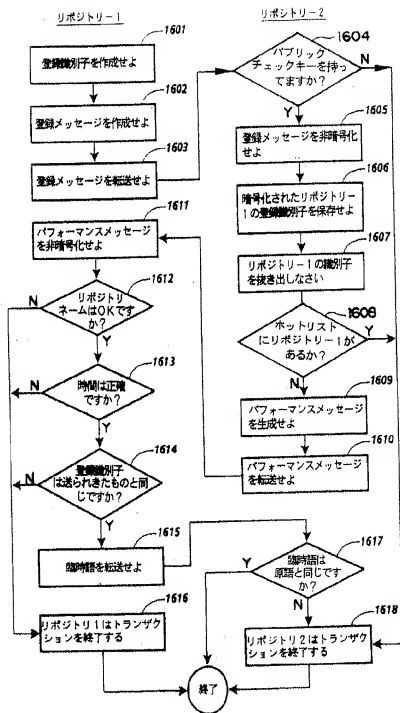 リポジトリー1
1601
登録識別子を作成せよ
1602
登録メッセージを作成せよ
1603
登録メッセージを転送せよ
1611
パフォーマンスメッセージ
を非暗号化せよ
1612
リポジトリ
ネームはOKです
か?
N
Y
1613
時間は正確
ですか?
N
Y
1614
登録識別子
は送られきたものと同
じですか?
N
Y
1615
臨時語を転送せよ
1616
リポジトリ1はトランザク
ションを終了する
リポジトリー2
1604
パブリック
チェックキーを持っ
てますか?
N
Y
1605
登録メッセージを非暗号化
せよ
1606
暗号化されたリポジトリー
1の登録識別子を保存せよ
1607
リポジトリー1の識別子
を抜き出しなさい
1608
ホットリスト
にリポジトリー1が
あるか?
Y
N
1609
パフォーマンスメッセージ
を生成せよ
1610
パフォーマンスメッセージ
を転送せよ
1617
臨時語は
原語と同じです
か?
Y
N
1618
リポジトリ2はトランザク
ションを終了する
終了